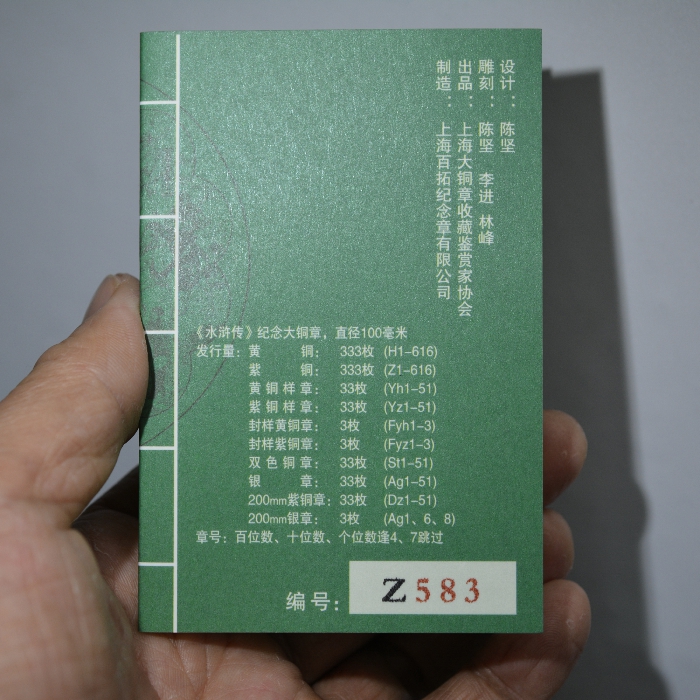 设计：陈坚
雕刻：陈坚 李进 林峰
出品：上海大铜章收藏鉴赏家协会
制造：上海百拓纪念章有限公司
《水浒传》纪念大铜章，直径100毫米
发行量：黄铜：333枚 (H1-616)
紫铜：333枚 (Z1-616)
黄铜样章：33枚 (Yh1-51)
紫铜样章：33枚 (Yz1-51)
封样黄铜章：3枚 (Fyh1-3)
封样紫铜章：3枚 (Fyz1-3)
双色铜章：33枚 (St1-51)
银章：33枚 (Ag1-51)
200mm紫铜章：33枚 (Dz1-51)
200mm银章：3枚 (Ag1、6、8)
章号：百位数、十位数、个位数逢4、7跳过
编号：Z583